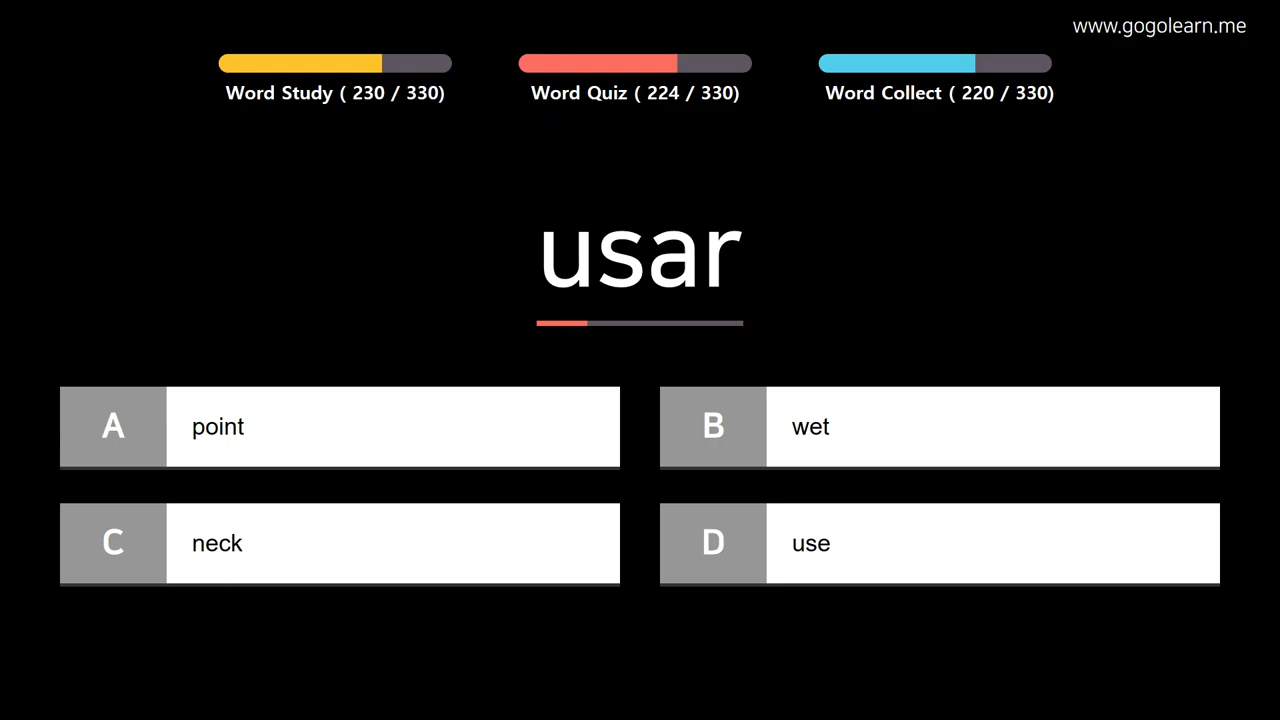 www.gogolearn.me
Word Study ( 230 / 330)
Word Quiz ( 224 / 330)
Word Collect ( 220 / 330)
usar
A point
B wet
C neck
D use